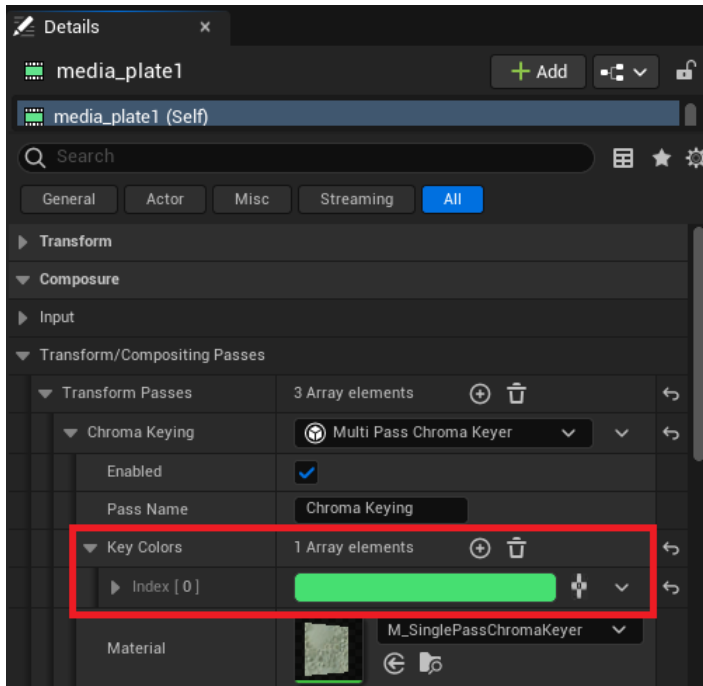 Details
media_plate1
Add
media_plate1 (Self)
Search
General Actor Misc Streaming All
Transform
Composure
Input
Transform/Compositing Passes
Transform Passes 3 Array elements
Chroma Keying Multi Pass Chroma Keyer
Enabled
Pass Name Chroma Keying
Key Colors 1 Array elements
Index [ 0 ]
Material M_SinglePassChromaKeyer